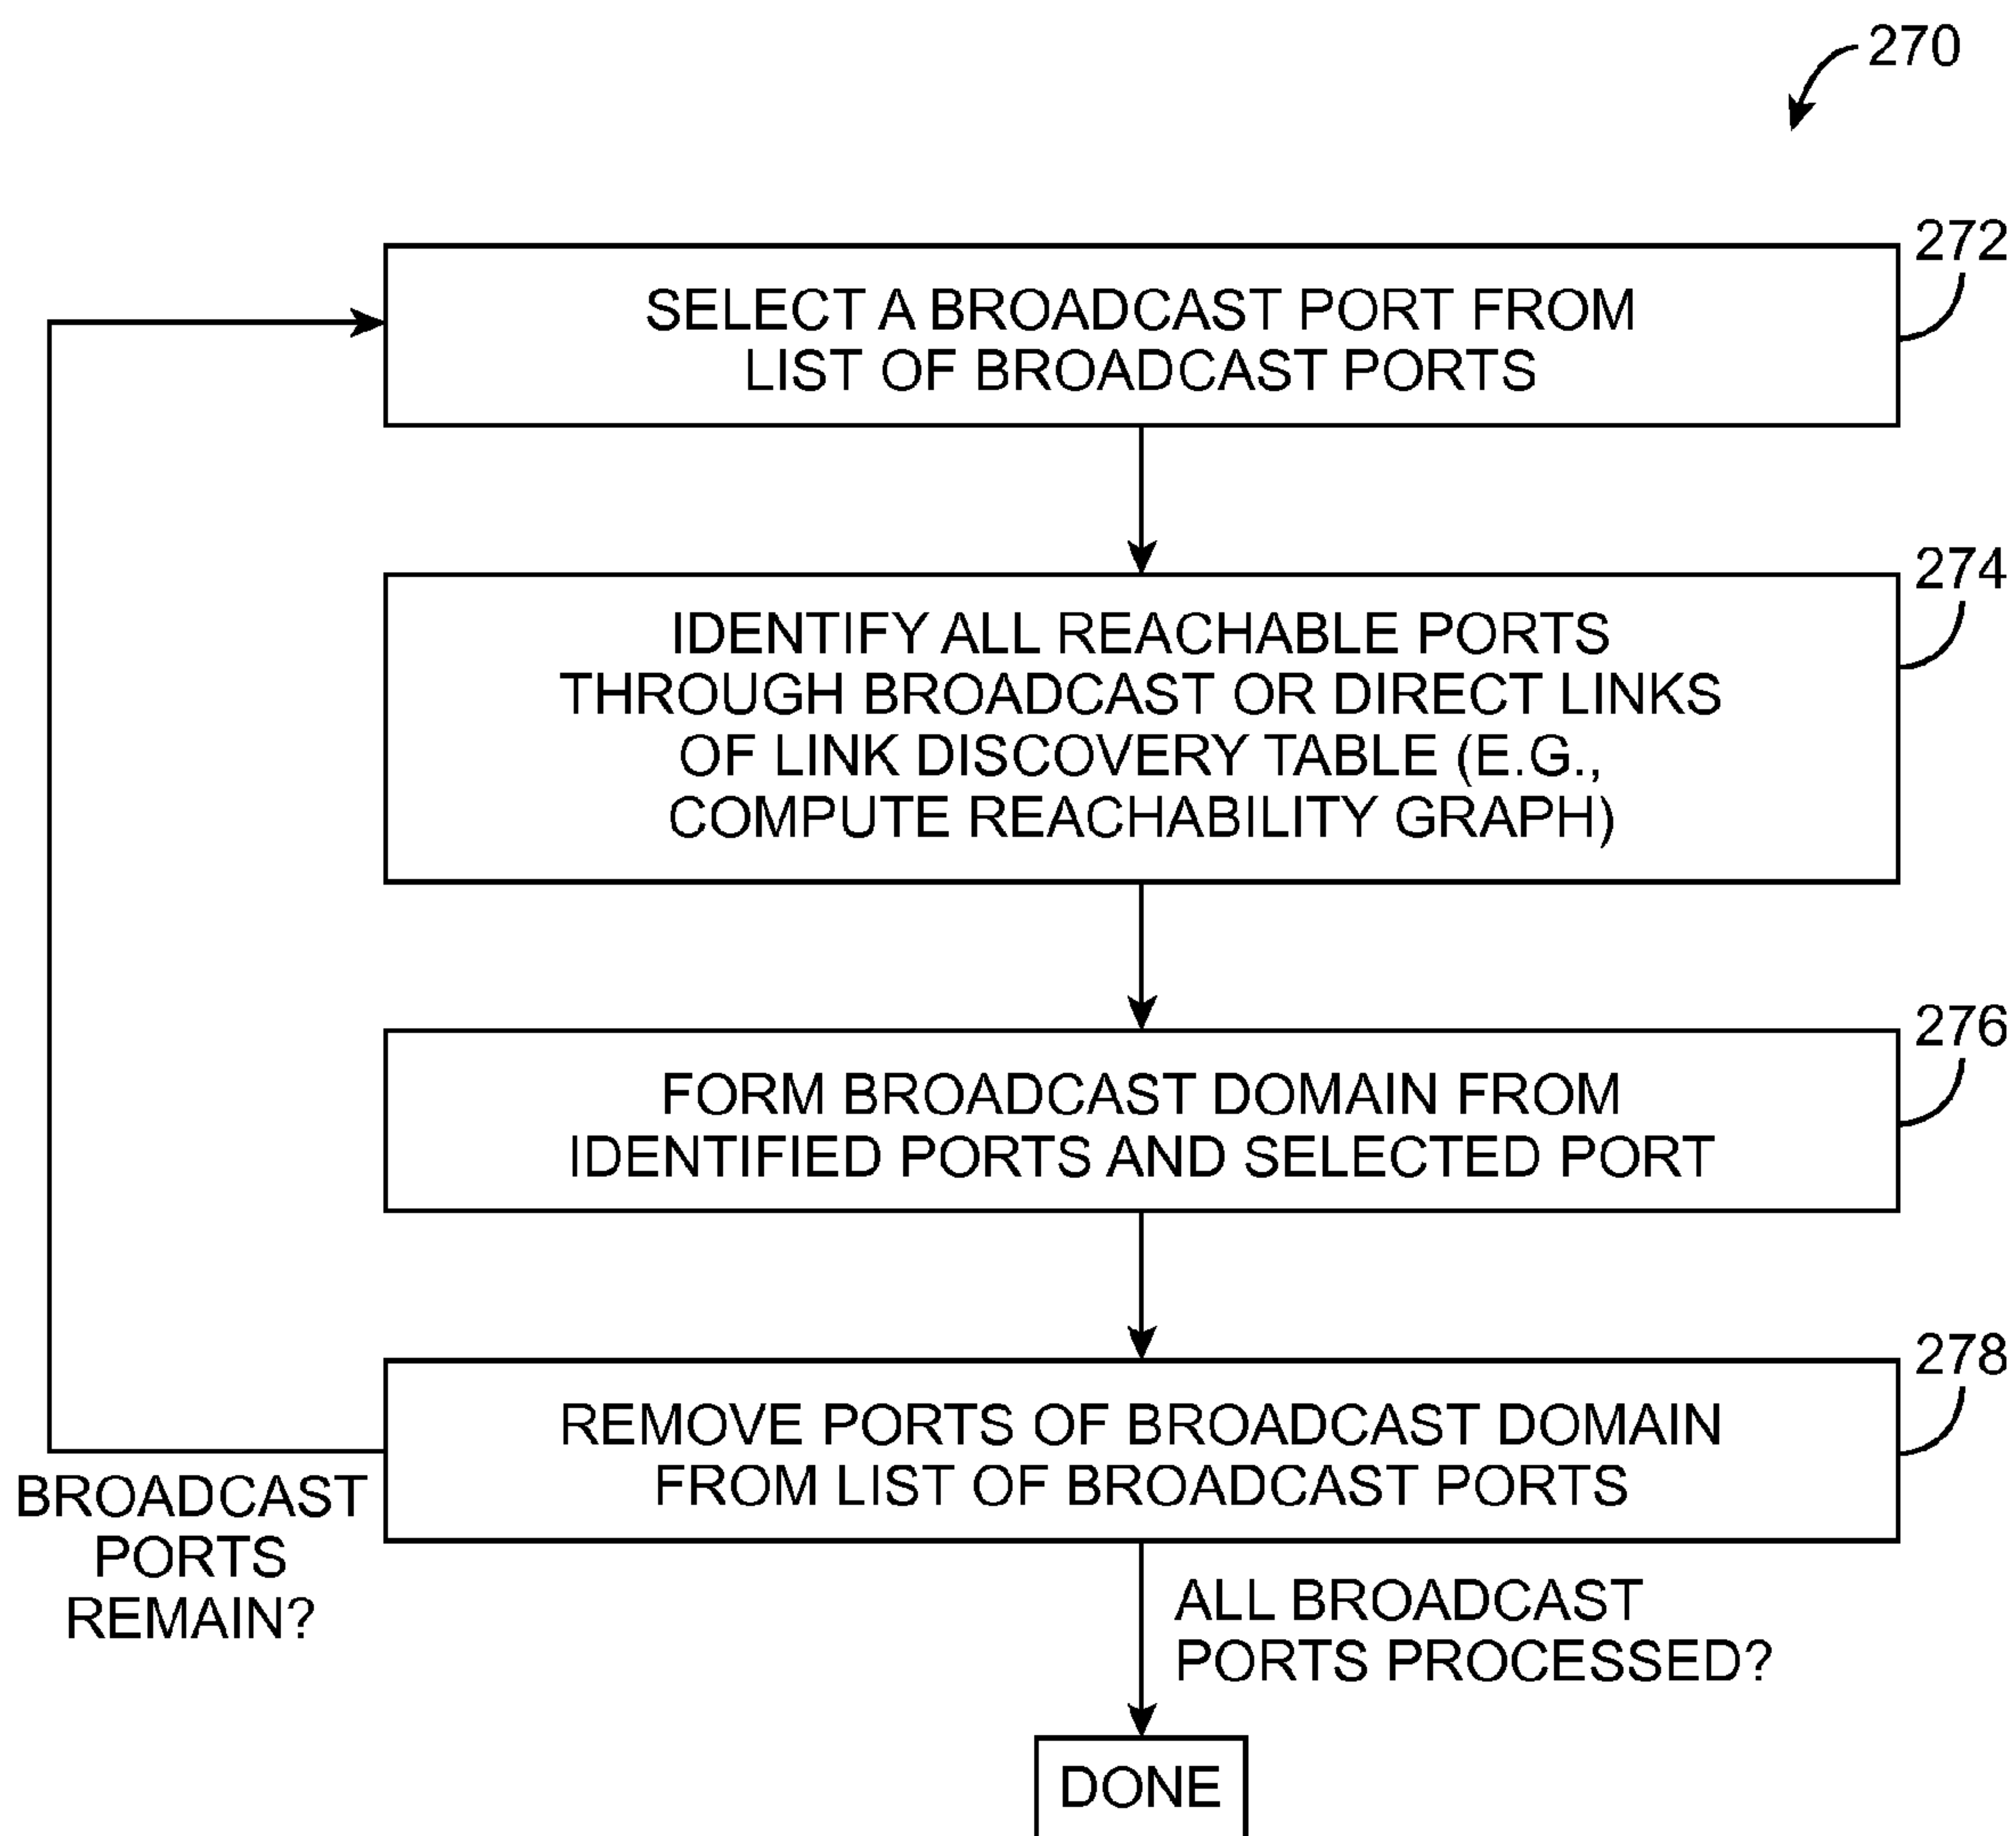 270
272
SELECT A BROADCAST PORT FROM
LIST OF BROADCAST PORTS
274
IDENTIFY ALL REACHABLE PORTS
THROUGH BROADCAST OR DIRECT LINKS
OF LINK DISCOVERY TABLE (E.G.,
COMPUTE REACHABILITY GRAPH)
276
FORM BROADCAST DOMAIN FROM
IDENTIFIED PORTS AND SELECTED PORT
278
REMOVE PORTS OF BROADCAST DOMAIN
FROM LIST OF BROADCAST PORTS
BROADCAST
PORTS
REMAIN?
ALL BROADCAST
PORTS PROCESSED?
DONE